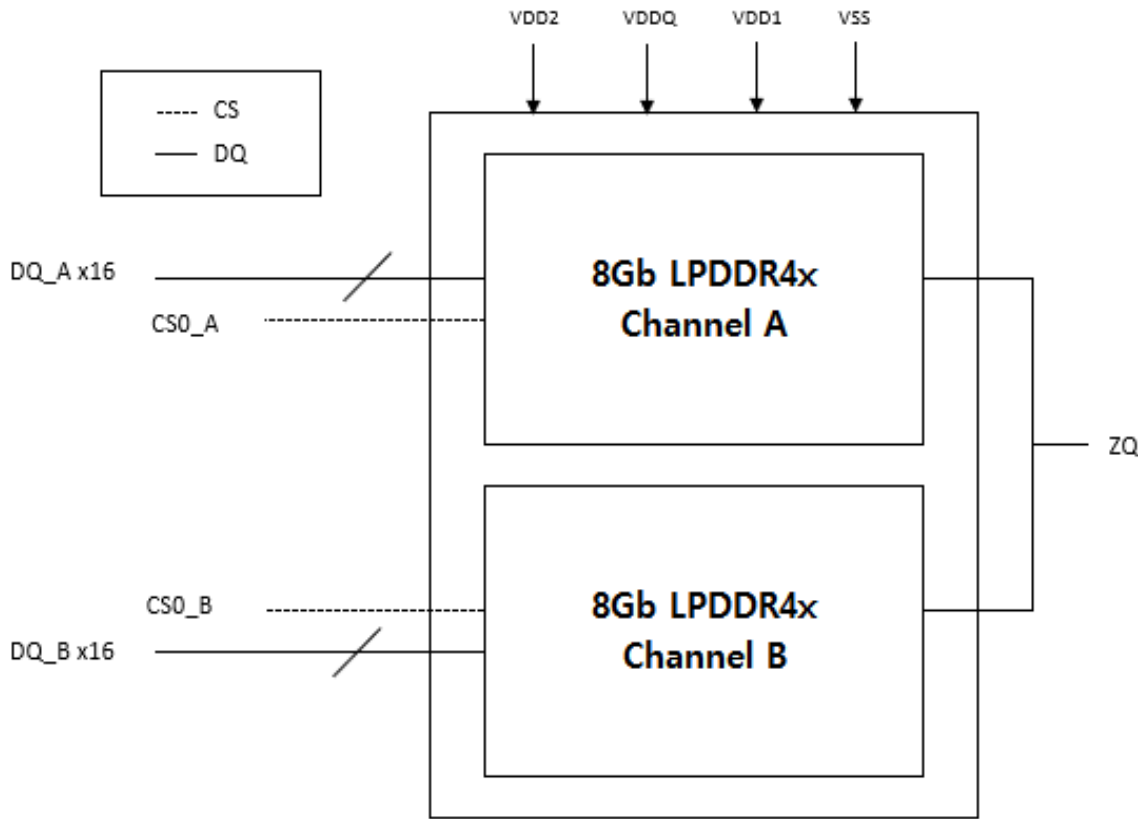 VDD2
VDDQ
VDD1
VSS
CS
DQ
DQ_A x16
CS0_A
8Gb LPDDR4x
Channel A
ZQ
CS0_B
DQ_B x16
8Gb LPDDR4x
Channel B